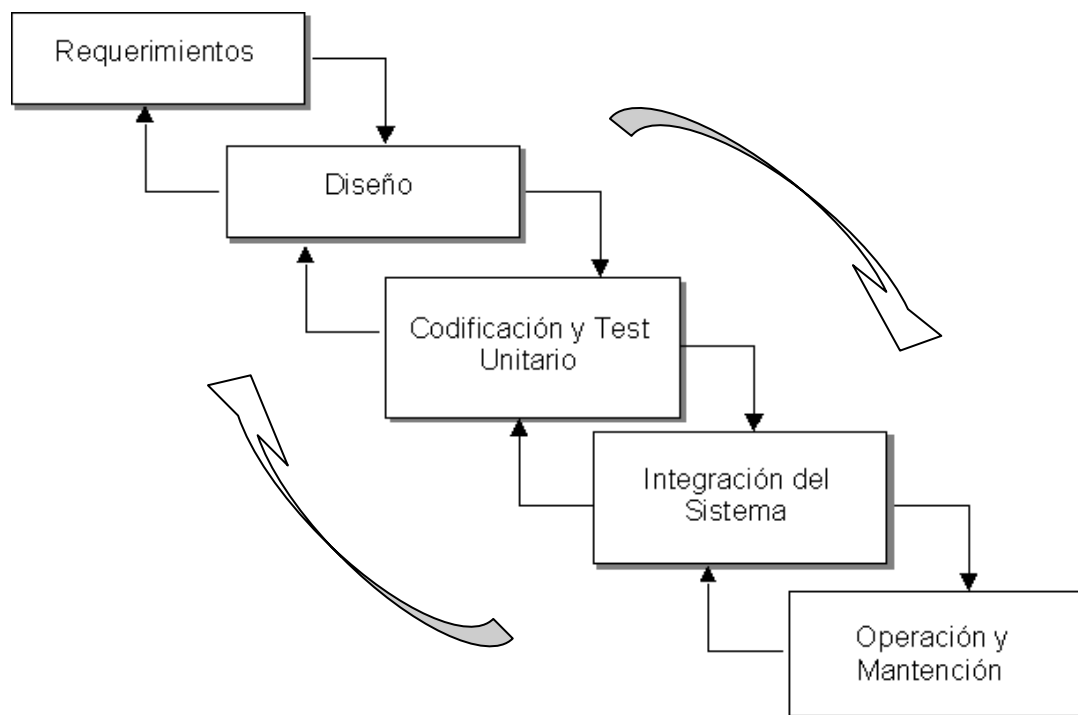 Requerimientos
Diseño
Codificación y Test
Unitario
Integración del
Sistema
Operación y
Mantención